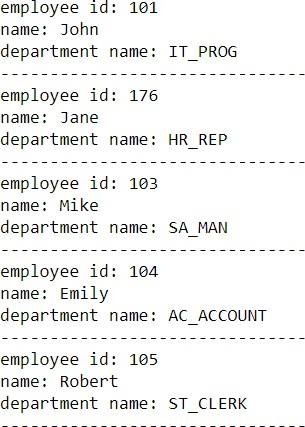 employee id: 101
name: John
department name: IT_PROG
-------------------------------
employee id: 176
name: Jane
department name: HR_REP
-------------------------------
employee id: 103
name: Mike
department name: SA_MAN
-------------------------------
employee id: 104
name: Emily
department name: AC_ACCOUNT
-------------------------------
employee id: 105
name: Robert
department name: ST_CLERK
-------------------------------